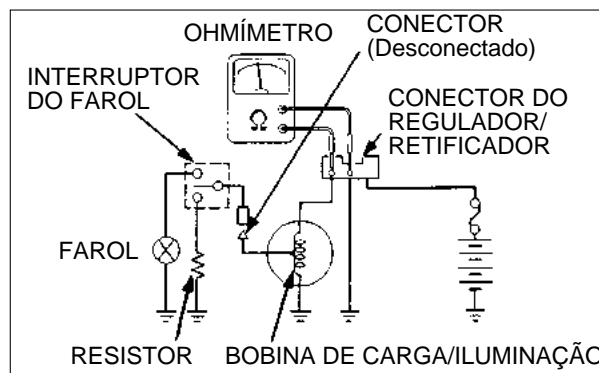 OHMÍMETRO
CONECTOR
(Desconectado)
INTERRUPTOR
DO FAROL
CONECTOR DO
REGULADOR/
RETIFICADOR
Ω
FAROL
RESISTOR
BOBINA DE CARGA/ILUMINAÇÃO